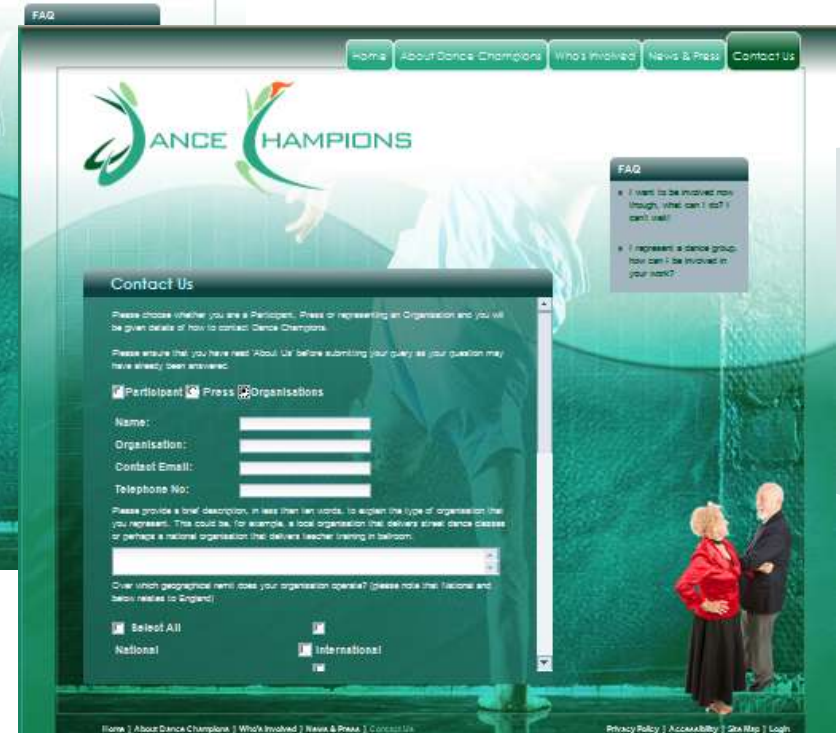 FAQ
Home
About Dance Champions
Who's Involved
News & Press
Contact Us
DANCE CHAMPIONS
FAQ
I want to be involved now
though, what can I do? I
can't wait!
I represent a dance group,
how can I be involved in
your work?
Contact Us
Please choose whether you are a Participant, Press or representing an Organisation and you will
be given details of how to contact Dance Champions.
Please ensure that you have read 'About Us' before submitting your query as your question may
have already been answered.
Participant Press Organisations
Name:
Organisation:
Contact Email:
Telephone No:
Please provide a brief description, in less than ten words, to explain the type of organisation that
you represent. This could be, for example, a local organisation that delivers street dance classes
or perhaps a national organisation that delivers teacher training in ballroom.
Over which geographical remit does your organisation operate? (please note that National and
below relates to England)
Select All
National International
Home | About Dance Champions | Who's Involved | News & Press | Contact Us
Privacy Policy | Accessibility | Site Map | Login